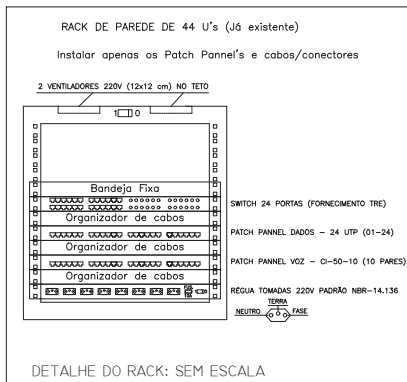 RACK DE PAREDE DE 44 U's (Já existente)
Instalar apenas os Patch Pannel's e cabos/conectores
2 VENTILADORES 220V (12x12 cm) NO TETO
1 0
Bandeja Fixa
SWITCH 24 PORTAS (FORNECIMENTO TRE)
Organizador de cabos
PATCH PANNEL DADOS - 24 UTP (01-24)
Organizador de cabos
PATCH PANNEL VOZ - CI-50-10 (10 PARES)
Organizador de cabos
RÉGUA TOMADAS 220V PADRÃO NBR-14.136
TERRA
NEUTRO FASE
DETALHE DO RACK: SEM ESCALA